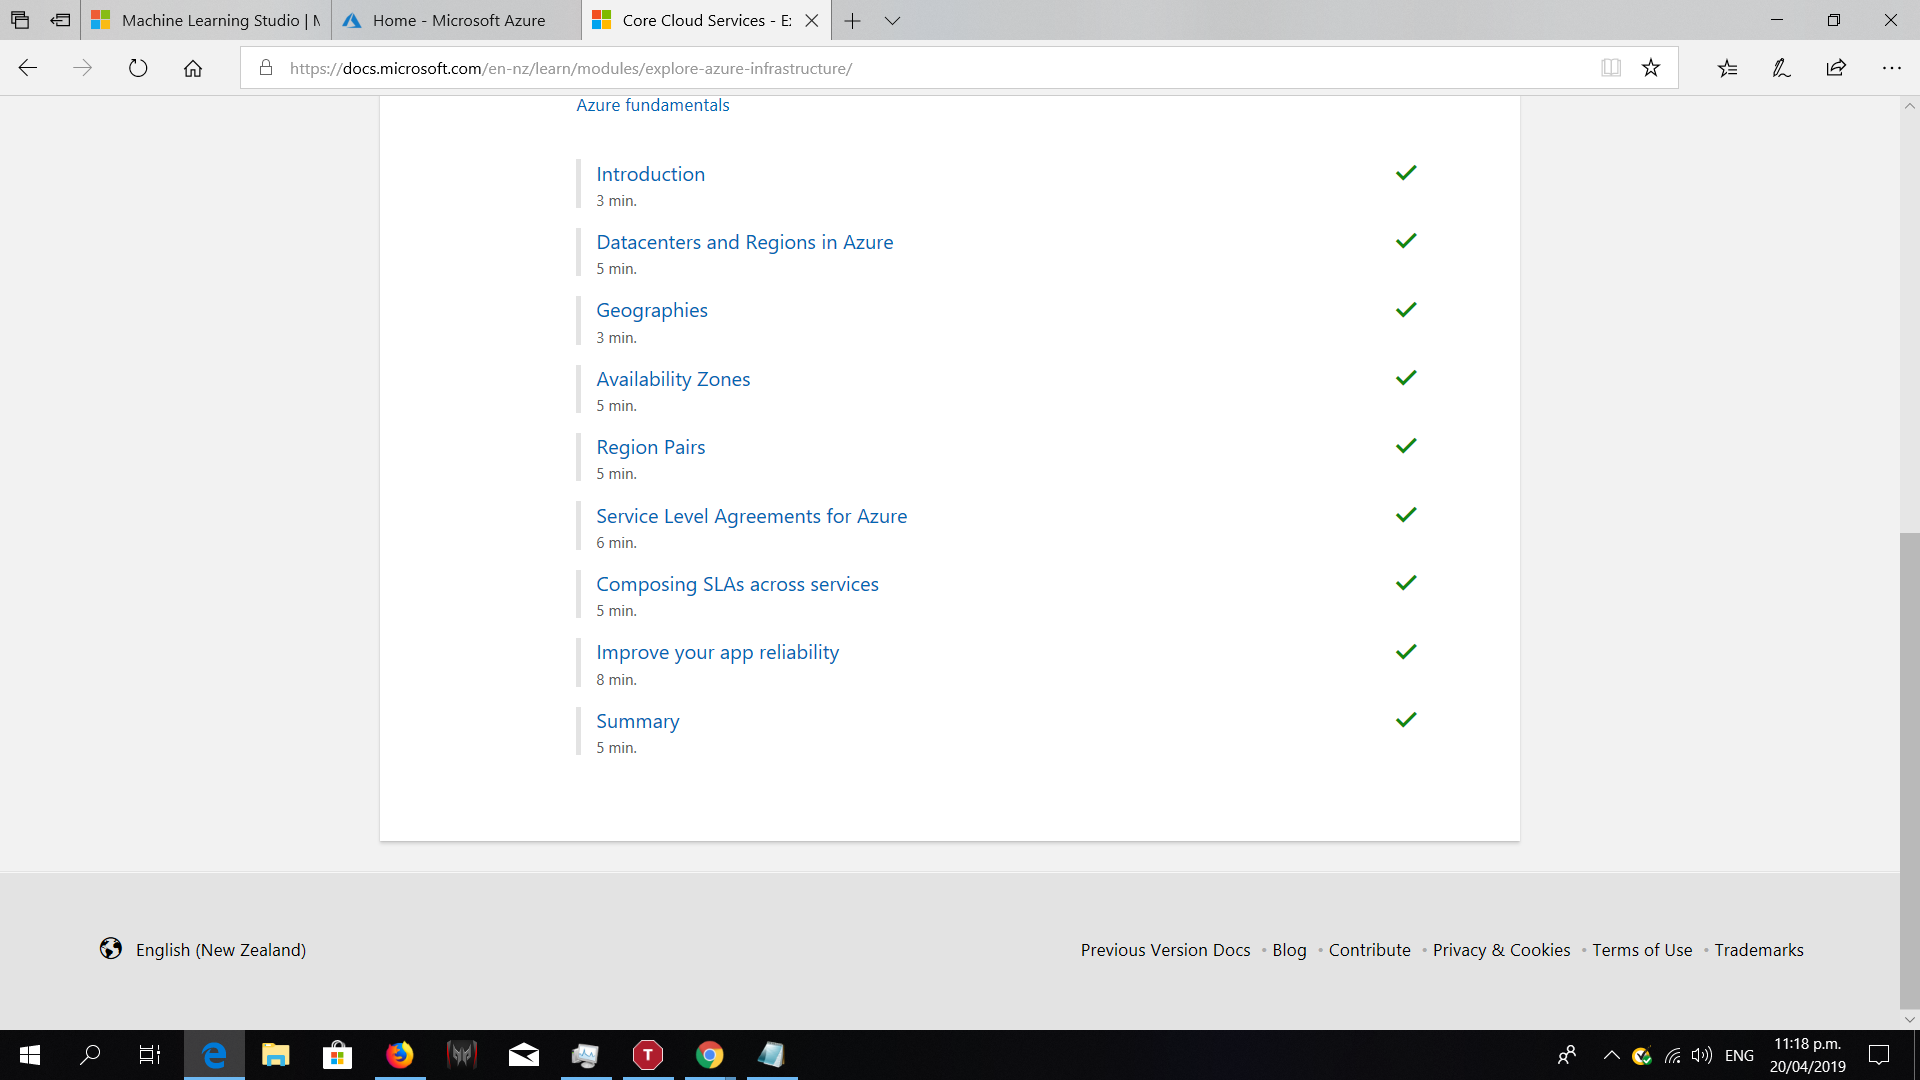 Machine Learning Studio | M
Home - Microsoft Azure
Core Cloud Services - Ex
https://docs.microsoft.com/en-nz/learn/modules/explore-azure-infrastructure/
Azure fundamentals
Introduction
3 min.
Datacenters and Regions in Azure
5 min.
Geographies
3 min.
Availability Zones
5 min.
Region Pairs
5 min.
Service Level Agreements for Azure
6 min.
Composing SLAs across services
5 min.
Improve your app reliability
8 min.
Summary
5 min.
English (New Zealand)
Previous Version Docs • Blog • Contribute • Privacy & Cookies • Terms of Use • Trademarks
T
ENG
11:18 p.m.
20/04/2019